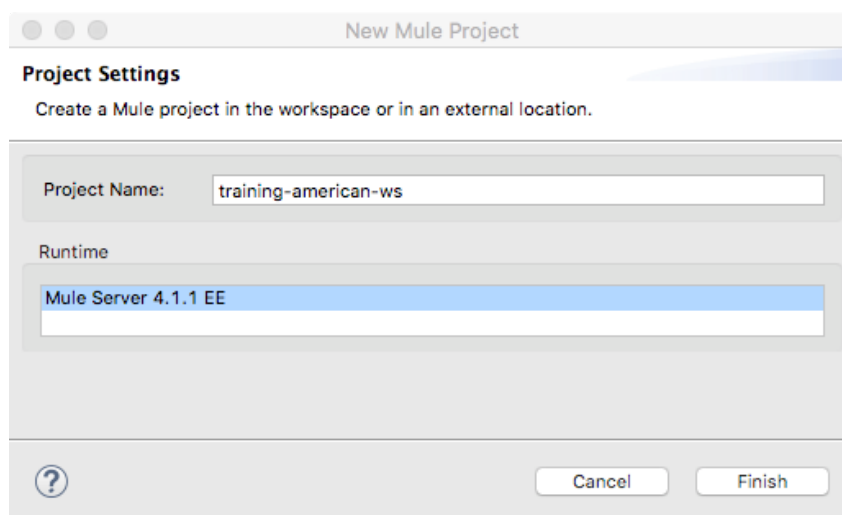 New Mule Project
Project Settings
Create a Mule project in the workspace or in an external location.
Project Name: training-american-ws
Runtime
Mule Server 4.1.1 EE
?
Cancel Finish